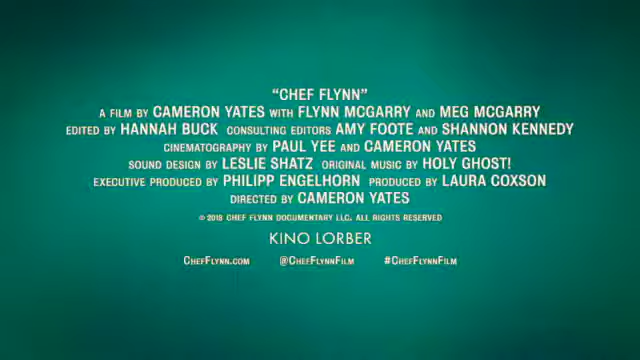 "CHEF FLYNN"
A FILM BY CAMERON YATES WITH FLYNN MCGARRY AND MEG MCGARRY
EDITED BY HANNAH BUCK CONSULTING EDITORS AMY FOOTE AND SHANNON KENNEDY
CINEMATOGRAPHY BY PAUL YEE AND CAMERON YATES
SOUND DESIGN BY LESLIE SHATZ ORIGINAL MUSIC BY HOLY GHOST!
EXECUTIVE PRODUCED BY PHILIPP ENGELHORN PRODUCED BY LAURA COXSON
DIRECTED BY CAMERON YATES
© 2018 CHEF FLYNN DOCUMENTARY LLC. ALL RIGHTS RESERVED
KINO LORBER
CHEFFLYNN.COM @CHEFFLYNNFILM #CHEFFLYNNFILM